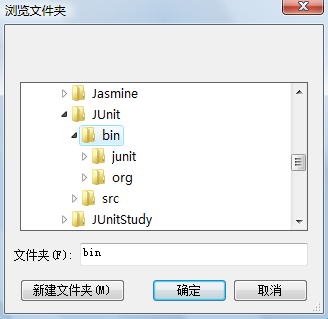 浏览文件夹
Jasmine
JUnit
bin
junit
org
src
JUnitStudy
文件夹(F): bin
新建文件夹(M) 确定 取消